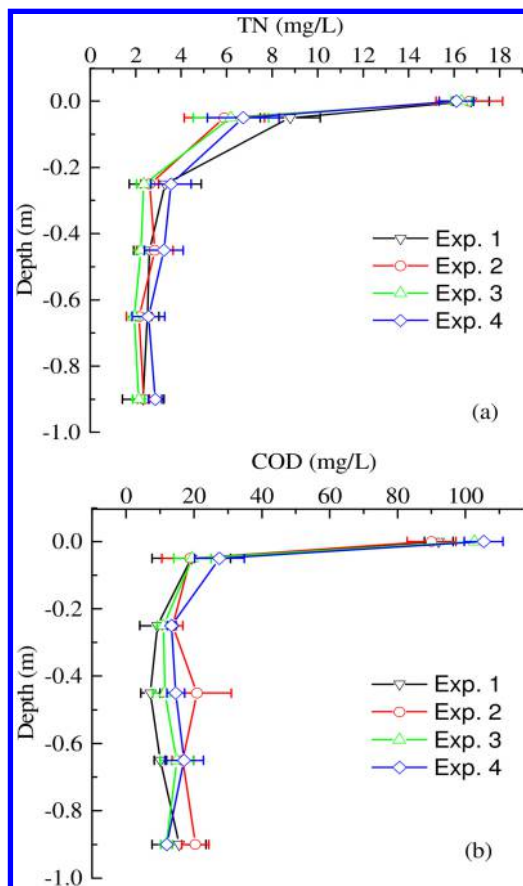 TN (mg/L)
0 2 4 6 8 10 12 14 16 18
0.0
-0.2
-0.4
-0.6
-0.8
-1.0
Depth (m)
Exp. 1
Exp. 2
Exp. 3
Exp. 4
(a)
COD (mg/L)
0 20 40 60 80 100
0.0
-0.2
-0.4
-0.6
-0.8
-1.0
Depth (m)
Exp. 1
Exp. 2
Exp. 3
Exp. 4
(b)